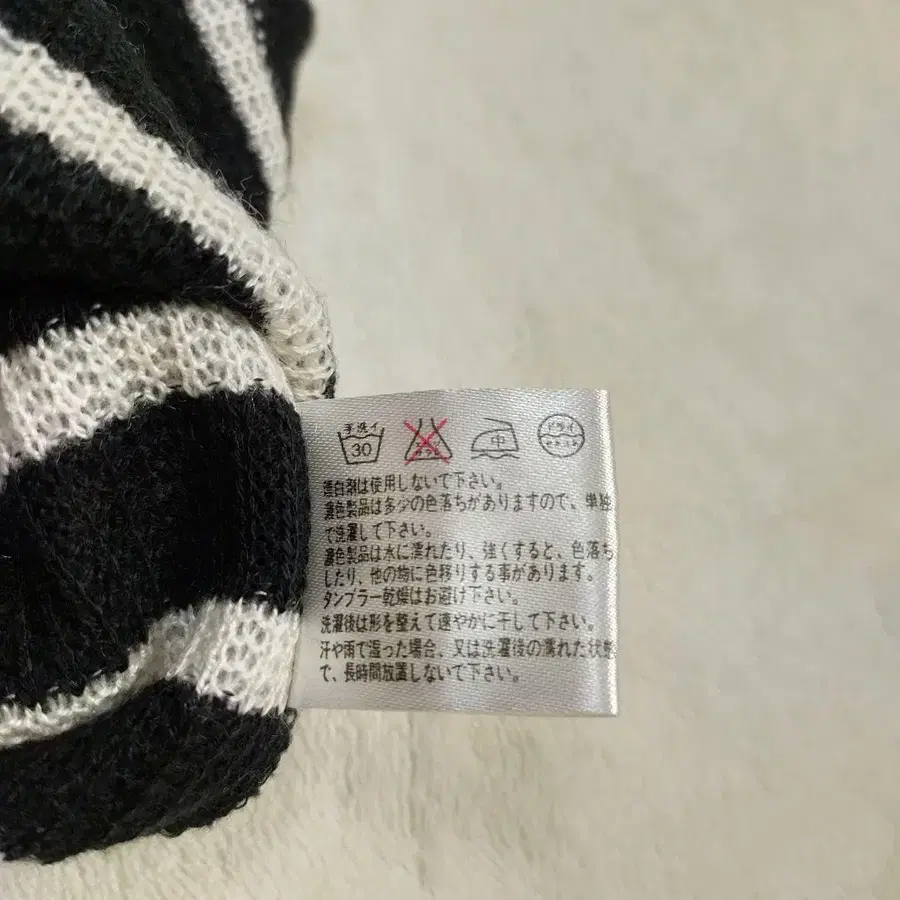 手洗イ 30 中 ドライ
漂白剤は使用しないで下さい。
濃色製品は多少の色落ちがありますので、単独
で洗濯して下さい。
濃色製品は水に濡れたり、強くすると、色落ち
したり、他の物に色移りする事があります。
タンブラー乾燥はお避け下さい。
洗濯後は形を整えて速やかに干して下さい。
汗や雨で湿った場合、又は洗濯後の濡れた状態
で、長時間放置しないで下さい。